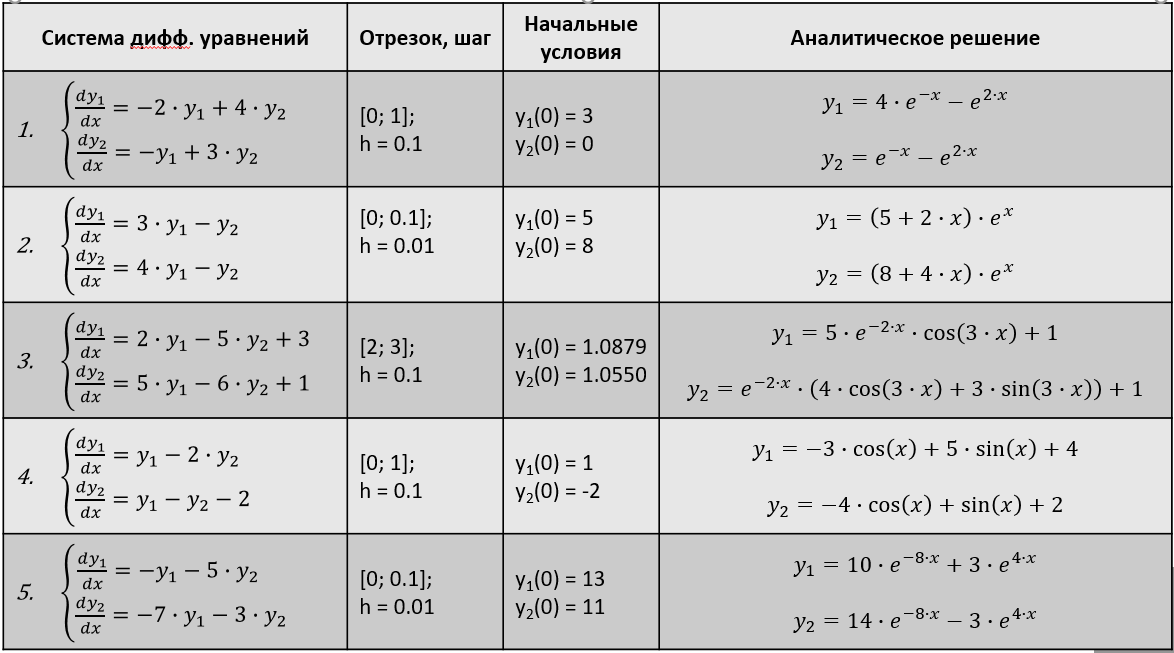 Система дифф. уравнений
Отрезок, шаг
Начальные
условия
Аналитическое решение
1.
dy₁/dx = −2 · y₁ + 4 · y₂
dy₂/dx = −y₁ + 3 · y₂
[0; 1];
h = 0.1
y₁(0) = 3
y₂(0) = 0
y₁ = 4 · e^(−x) − e^(2·x)
y₂ = e^(−x) − e^(2·x)
2.
dy₁/dx = 3 · y₁ − y₂
dy₂/dx = 4 · y₁ − y₂
[0; 0.1];
h = 0.01
y₁(0) = 5
y₂(0) = 8
y₁ = (5 + 2 · x) · e^x
y₂ = (8 + 4 · x) · e^x
3.
dy₁/dx = 2 · y₁ − 5 · y₂ + 3
dy₂/dx = 5 · y₁ − 6 · y₂ + 1
[2; 3];
h = 0.1
y₁(0) = 1.0879
y₂(0) = 1.0550
y₁ = 5 · e^(−2·x) · cos(3 · x) + 1
y₂ = e^(−2·x) · (4 · cos(3 · x) + 3 · sin(3 · x)) + 1
4.
dy₁/dx = y₁ − 2 · y₂
dy₂/dx = y₁ − y₂ − 2
[0; 1];
h = 0.1
y₁(0) = 1
y₂(0) = -2
y₁ = −3 · cos(x) + 5 · sin(x) + 4
y₂ = −4 · cos(x) + sin(x) + 2
5.
dy₁/dx = −y₁ − 5 · y₂
dy₂/dx = −7 · y₁ − 3 · y₂
[0; 0.1];
h = 0.01
y₁(0) = 13
y₂(0) = 11
y₁ = 10 · e^(−8·x) + 3 · e^(4·x)
y₂ = 14 · e^(−8·x) − 3 · e^(4·x)